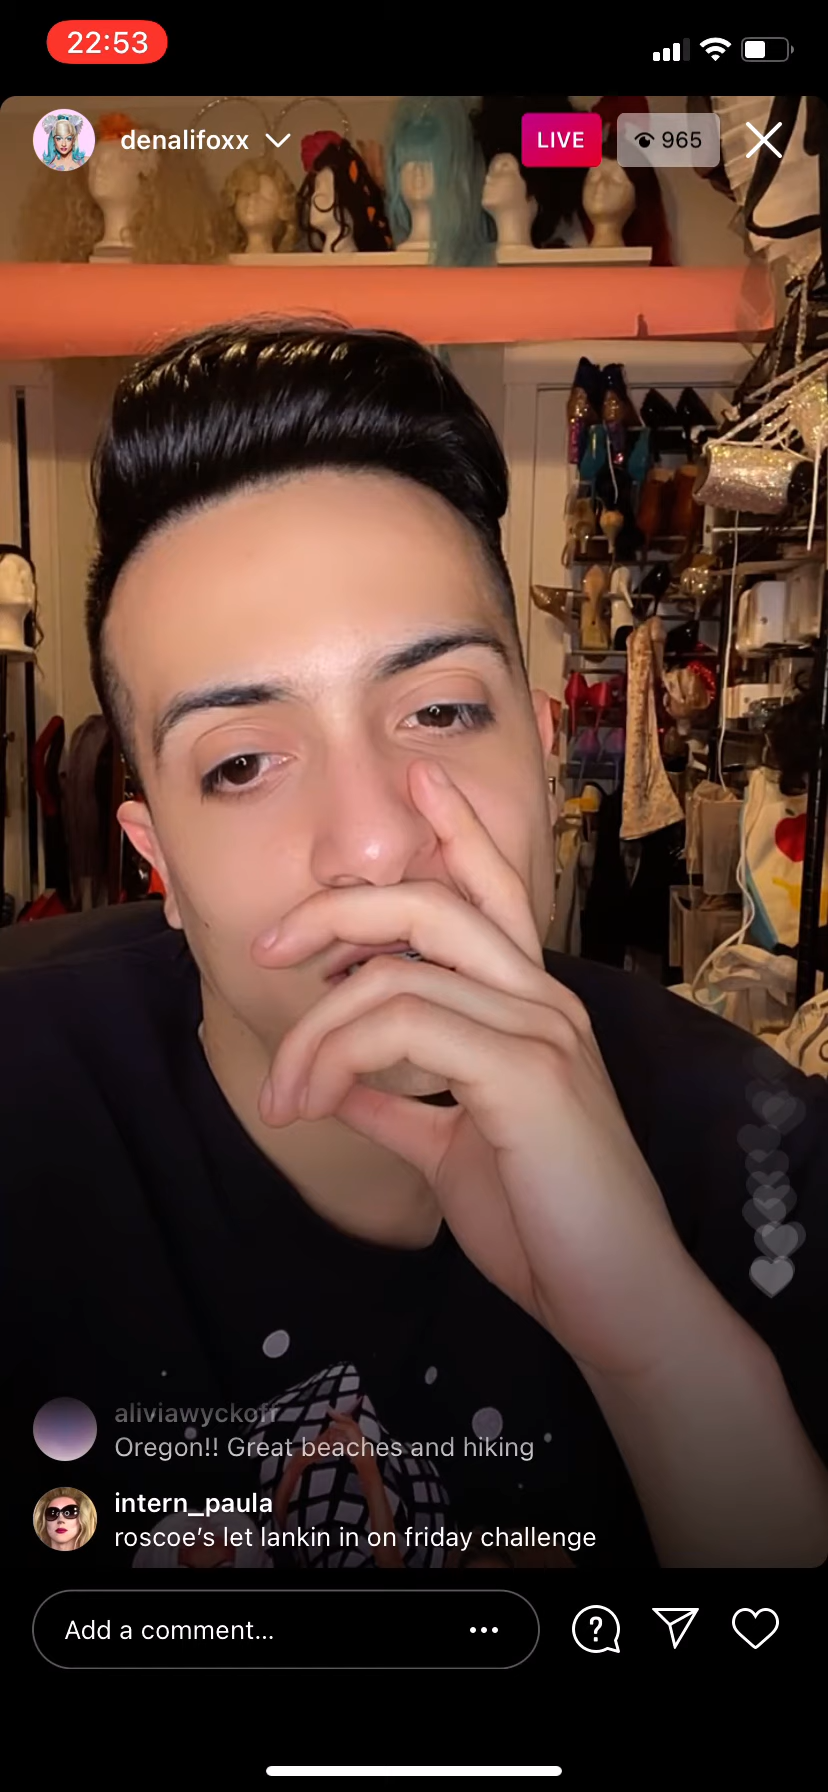 22:53
denalifoxx
LIVE
965
aliviawyckoff
Oregon!! Great beaches and hiking
intern_paula
roscoe’s let lankin in on friday challenge
Add a comment...